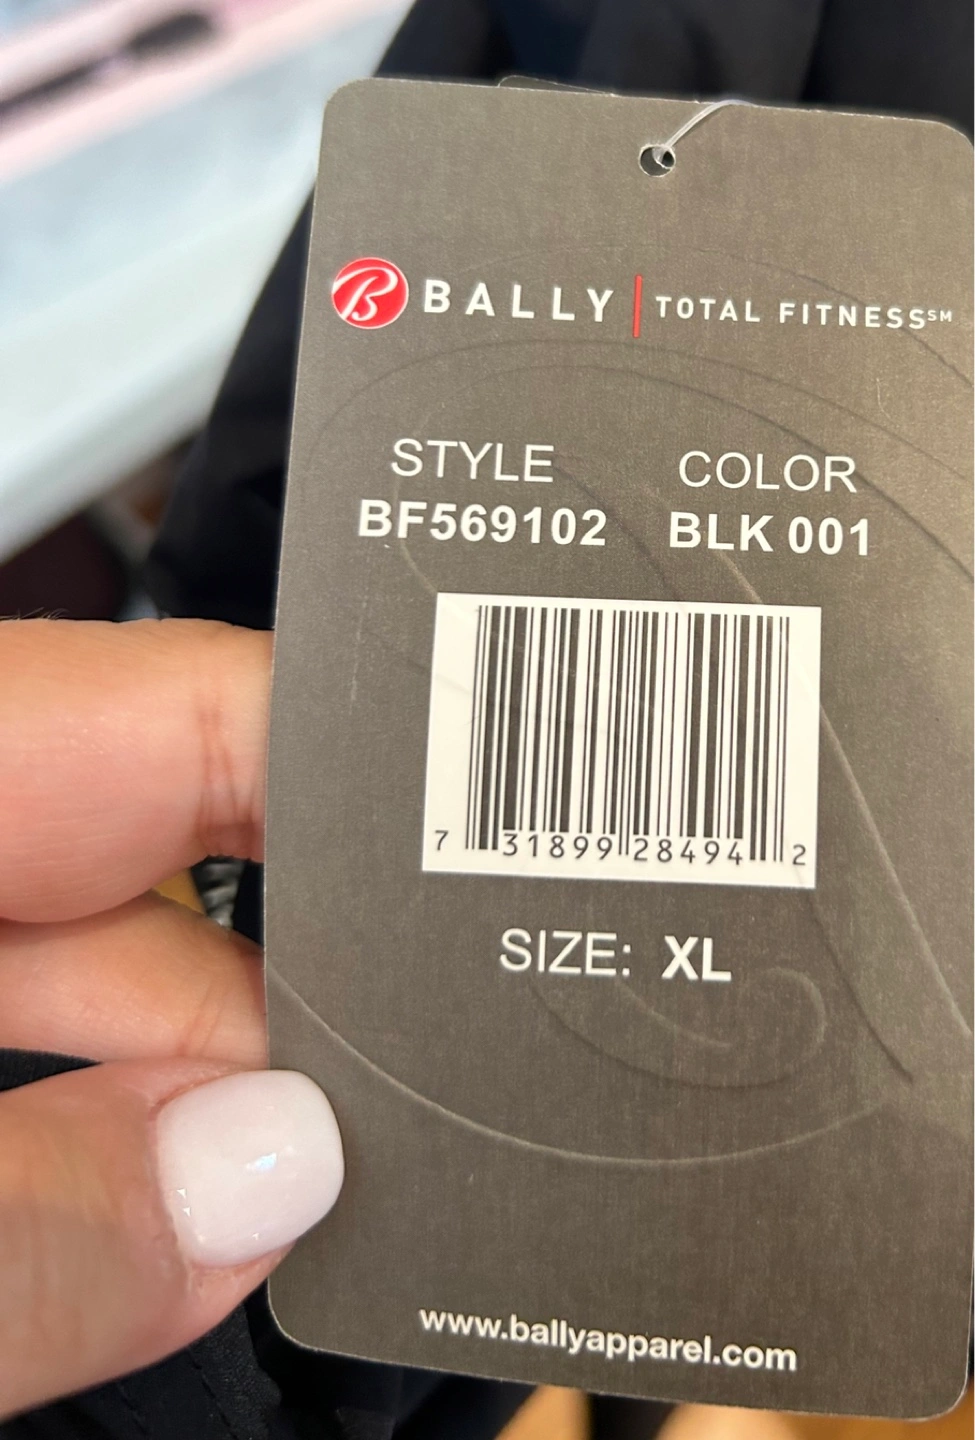 B BALLY | TOTAL FITNESS℠
STYLE COLOR
BF569102 BLK 001
7 31899 28494 2
SIZE: XL
www.ballyapparel.com